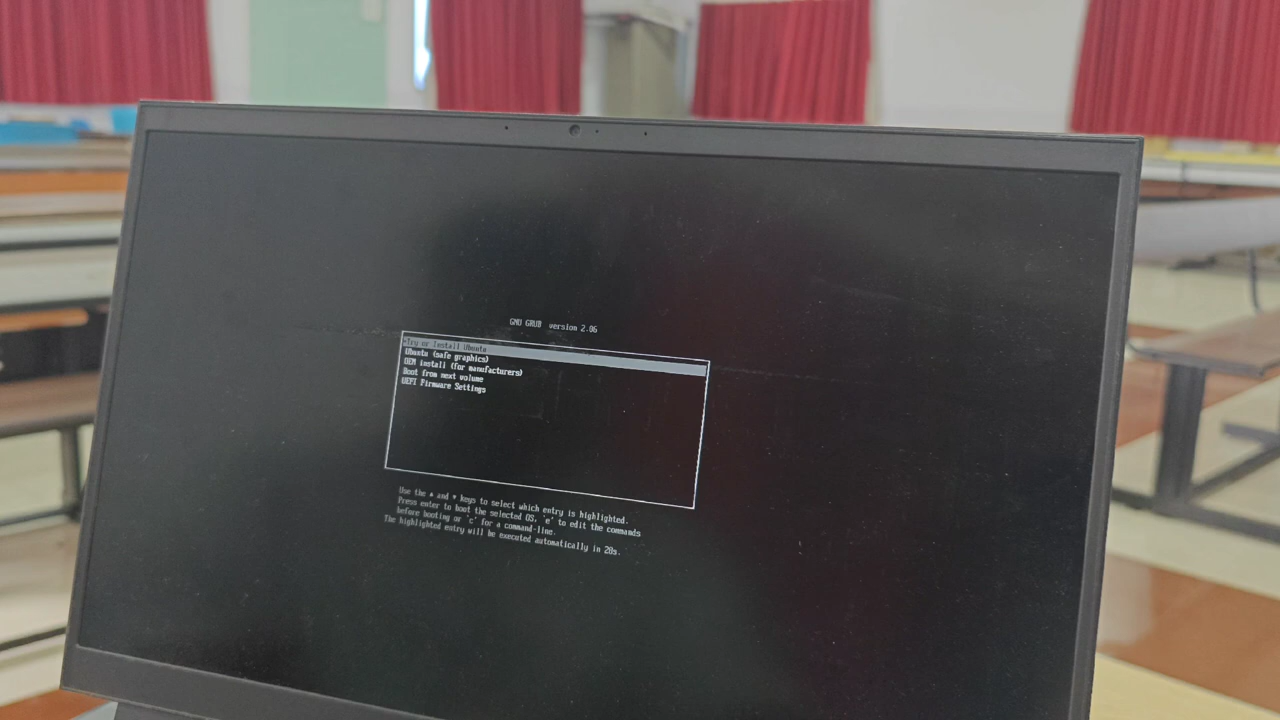 GNU GRUB  version 2.06
*Try or Install Ubuntu
Ubuntu (safe graphics)
OEM install (for manufacturers)
Boot from next volume
UEFI Firmware Settings
Use the ▲ and ▼ keys to select which entry is highlighted.
Press enter to boot the selected OS, `e' to edit the commands
before booting or `c' for a command-line.
The highlighted entry will be executed automatically in 28s.